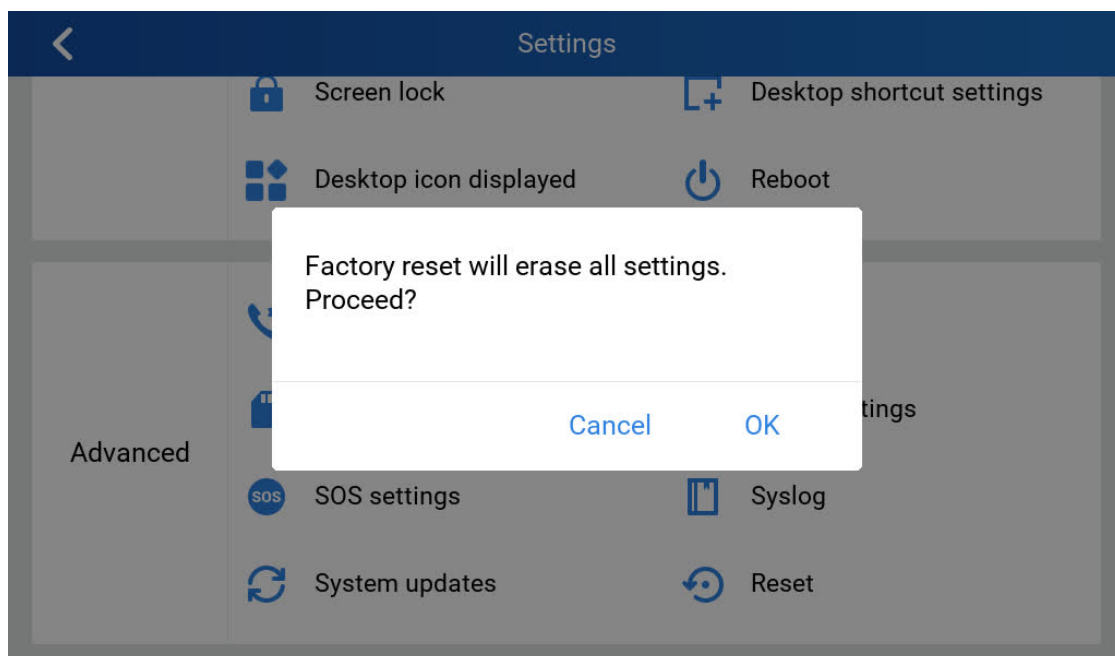 Settings
Screen lock
Desktop shortcut settings
Desktop icon displayed
Reboot
Factory reset will erase all settings.
Proceed?
Cancel
OK
Advanced
SOS
SOS settings
Syslog
System updates
Reset